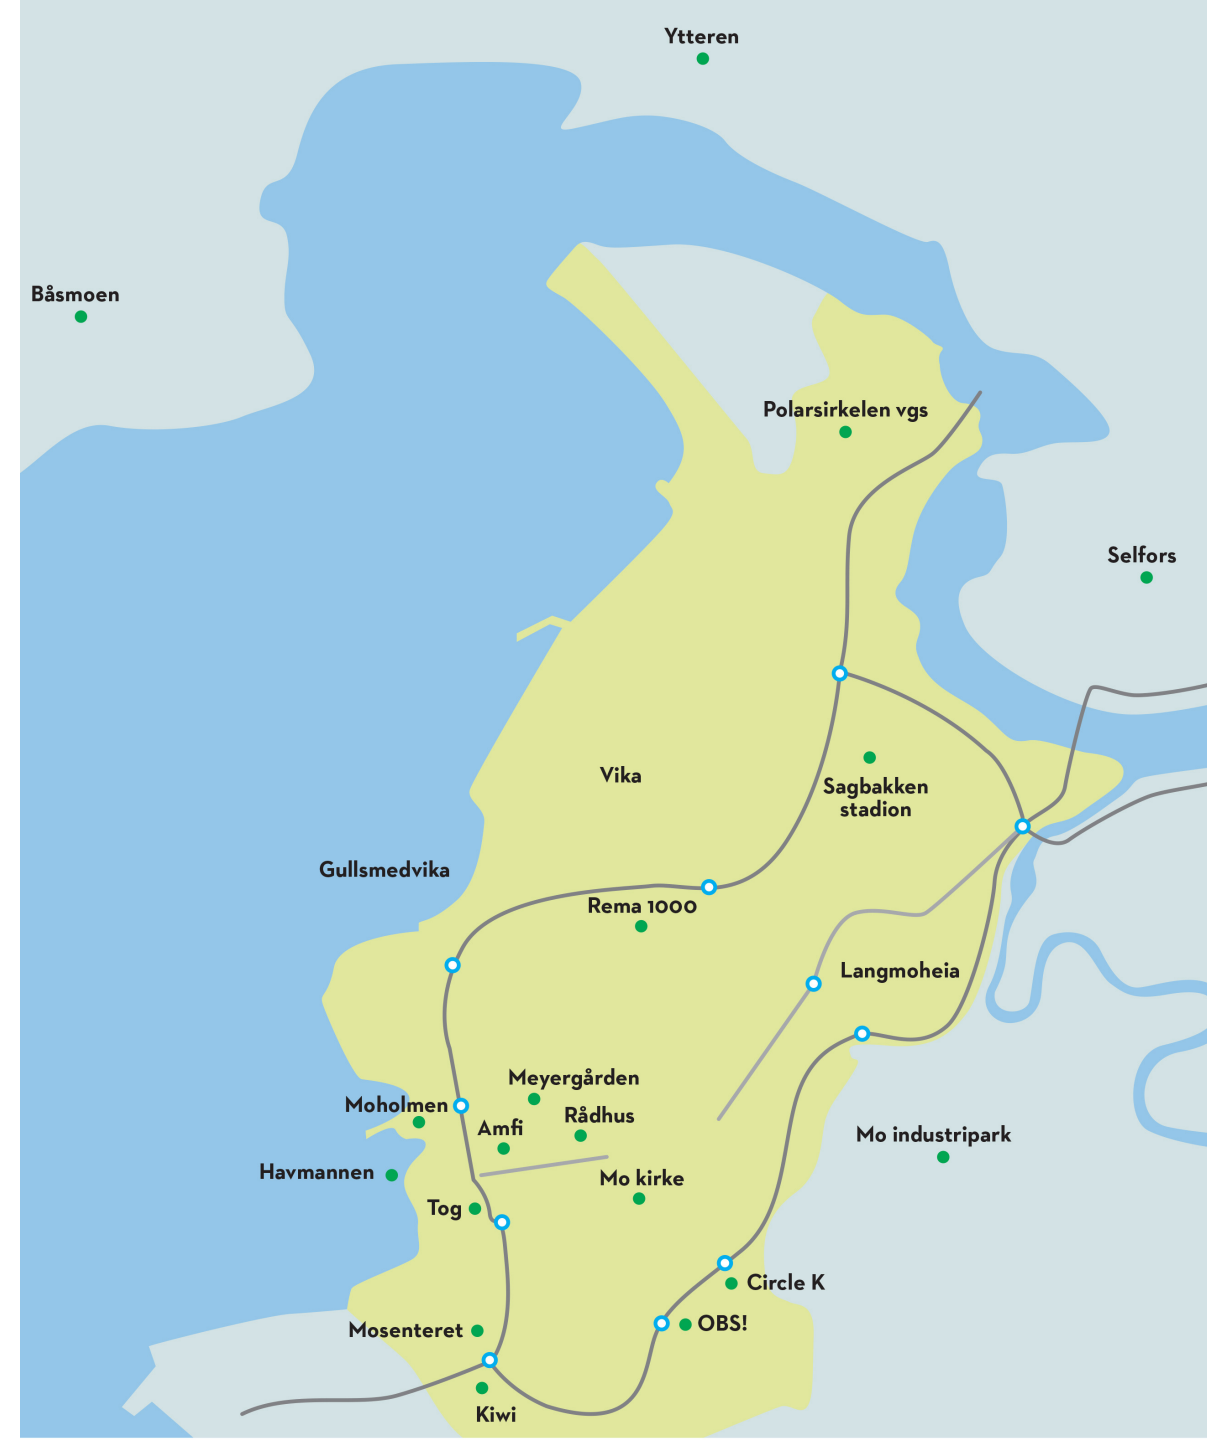 Ytteren
Båsmoen
Polarsirkelen vgs
Selfors
Vika
Sagbakken
stadion
Gullsmedvika
Rema 1000
Langmoheia
Meyergården
Moholmen
Rådhus
Amfi
Mo industripark
Havmannen
Mo kirke
Tog
Circle K
OBS!
Mosenteret
Kiwi